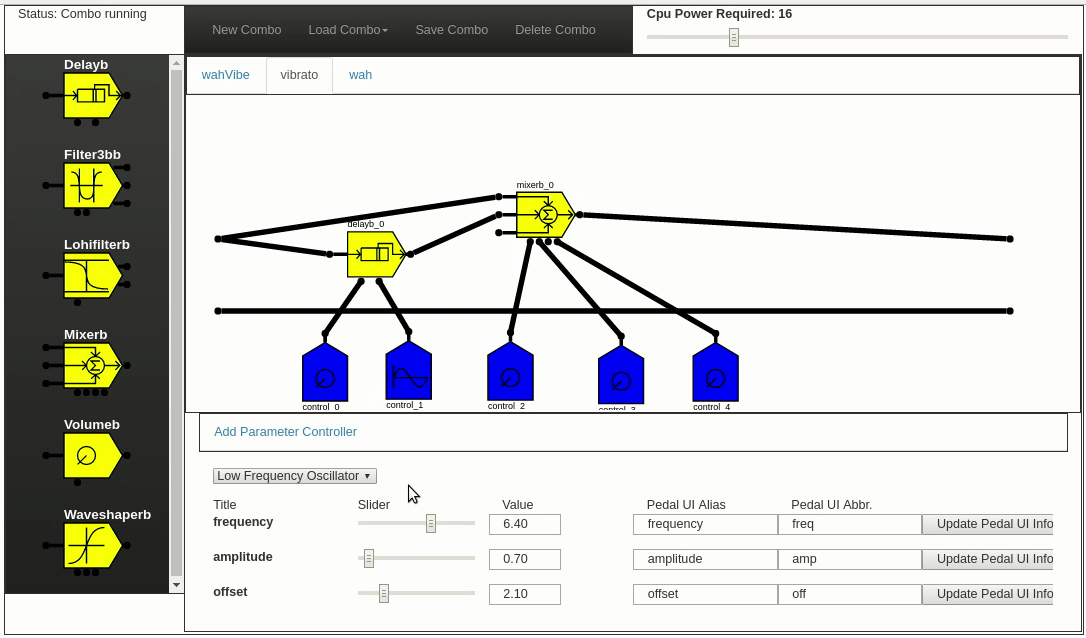 Status: Combo running
New Combo Load Combo Save Combo Delete Combo
Cpu Power Required: 16
Delayb
Filter3bb
Lohifilterb
Mixerb
Σ
Volumeb
Waveshaperb
wahVibe vibrato wah
mixerb_0
Σ
delayb_0
control_0 control_1 control_2 control_3 control_4
Add Parameter Controller
Low Frequency Oscillator
Title Slider Value Pedal UI Alias Pedal UI Abbr.
frequency 6.40 frequency freq Update Pedal UI Info
amplitude 0.70 amplitude amp Update Pedal UI Info
offset 2.10 offset off Update Pedal UI Info